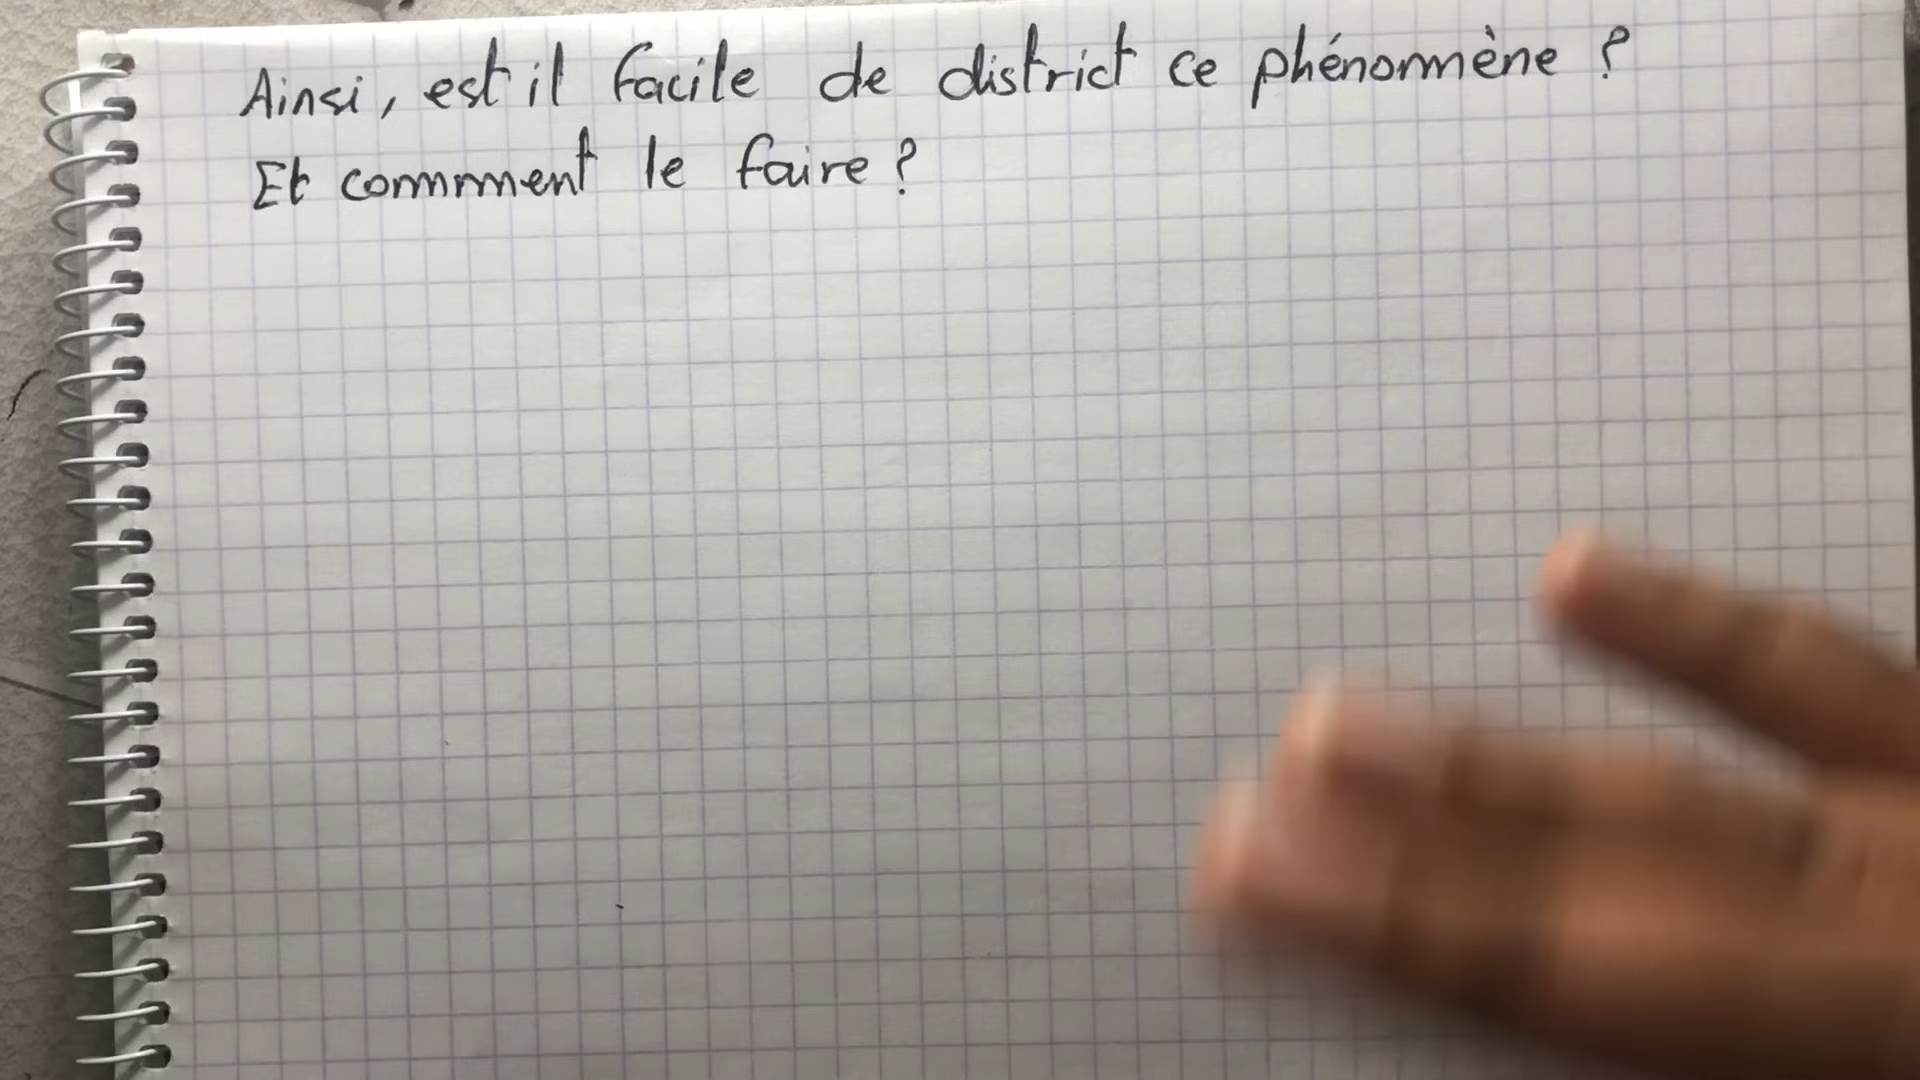 Ainsi, est il facile de district ce phénomène ?
Et comment le faire ?